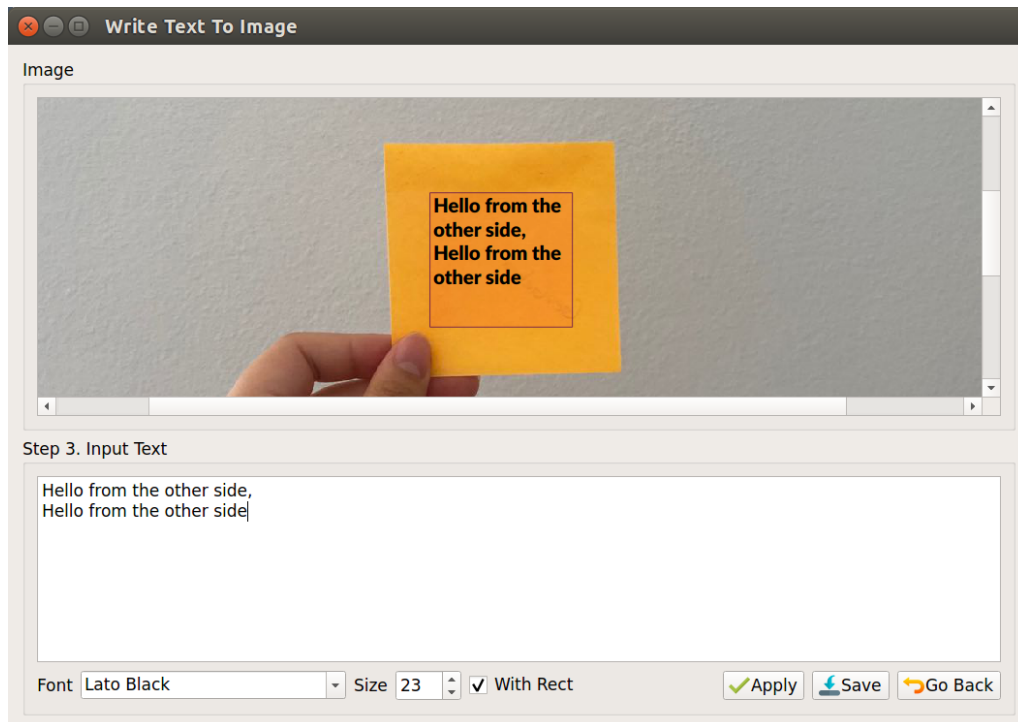 Write Text To Image
Image
Hello from the
other side,
Hello from the
other side
Step 3. Input Text
Hello from the other side,
Hello from the other side
Font Lato Black Size 23 With Rect Apply Save Go Back